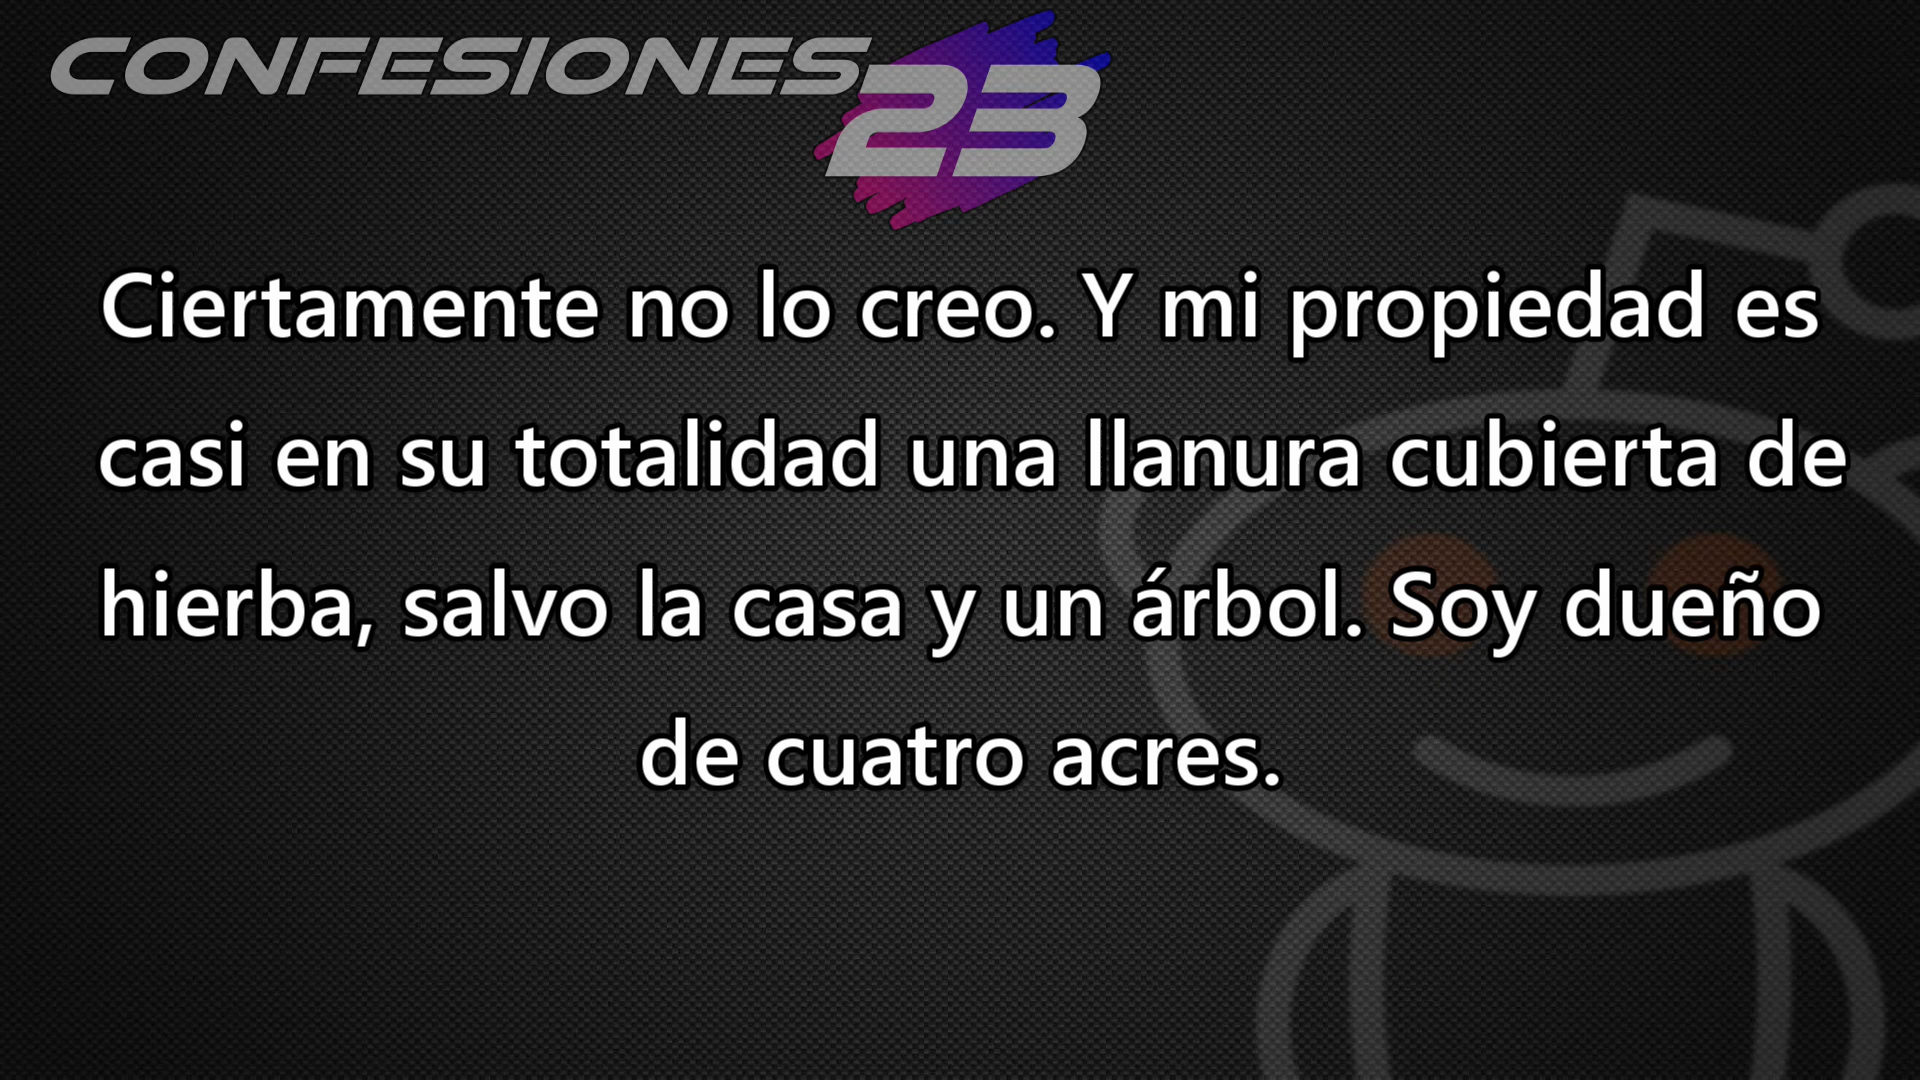 CONFESIONES
23
Ciertamente no lo creo. Y mi propiedad es
casi en su totalidad una llanura cubierta de
hierba, salvo la casa y un árbol. Soy dueño
de cuatro acres.